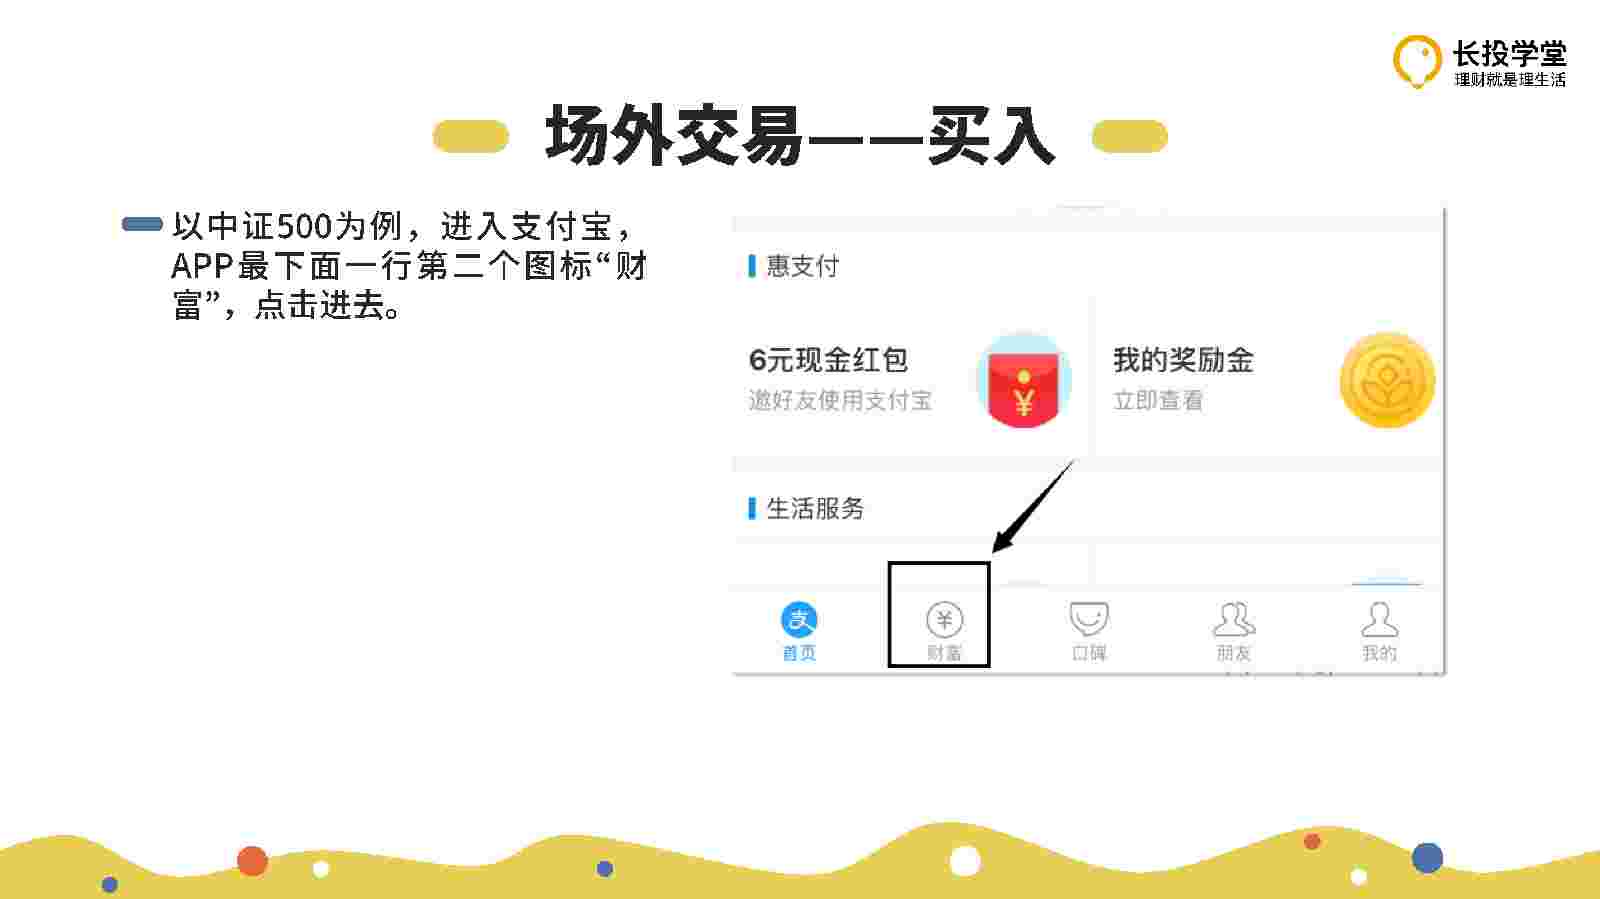 长投学堂
理财就是理生活
场外交易——买入
以中证500为例，进入支付宝，
APP最下面一行第二个图标“财
富”，点击进去。
惠支付
6元现金红包
邀好友使用支付宝
我的奖励金
立即查看
¥
生活服务
支
¥
首页
财富
口碑
朋友
我的